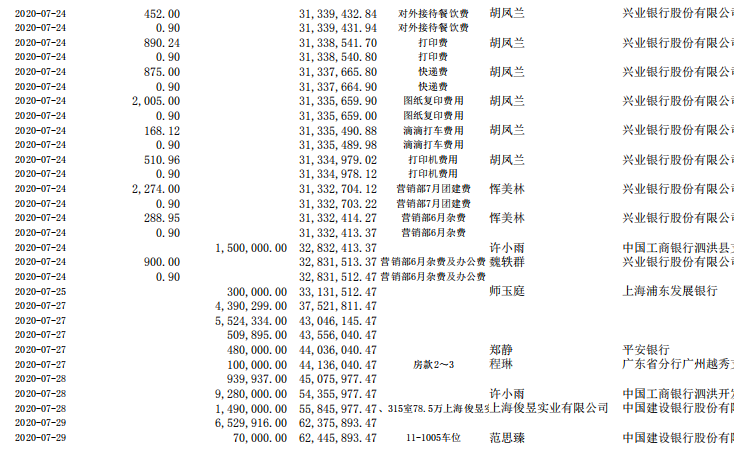 2020-07-24 452.00 31,339,432.84 对外接待餐饮费 胡凤兰 兴业银行股份有限公
2020-07-24 0.90 31,339,431.94 对外接待餐饮费
2020-07-24 890.24 31,338,541.70 打印费 胡凤兰 兴业银行股份有限公
2020-07-24 0.90 31,338,540.80 打印费
2020-07-24 875.00 31,337,665.80 快递费 胡凤兰 兴业银行股份有限公
2020-07-24 0.90 31,337,664.90 快递费
2020-07-24 2,005.00 31,335,659.90 图纸复印费用 胡凤兰 兴业银行股份有限公
2020-07-24 0.90 31,335,659.00 图纸复印费用
2020-07-24 168.12 31,335,490.88 滴滴打车费用 胡凤兰 兴业银行股份有限公
2020-07-24 0.90 31,335,489.98 滴滴打车费用
2020-07-24 510.96 31,334,979.02 打印机费用 胡凤兰 兴业银行股份有限公
2020-07-24 0.90 31,334,978.12 打印机费用
2020-07-24 2,274.00 31,332,704.12 营销部7月团建费 恽美林 兴业银行股份有限公
2020-07-24 0.90 31,332,703.22 营销部7月团建费
2020-07-24 288.95 31,332,414.27 营销部6月杂费 恽美林 兴业银行股份有限公
2020-07-24 0.90 31,332,413.37 营销部6月杂费
2020-07-24 1,500,000.00 32,832,413.37 许小雨 中国工商银行泗洪县
2020-07-24 900.00 32,831,513.37 营销部6月杂费及办公费 魏轶群 兴业银行股份有限公
2020-07-24 0.90 32,831,512.47 营销部6月杂费及办公费
2020-07-25 300,000.00 33,131,512.47 师玉庭 上海浦东发展银行
2020-07-27 4,390,299.00 37,521,811.47
2020-07-27 5,524,334.00 43,046,145.47
2020-07-27 509,895.00 43,556,040.47
2020-07-27 480,000.00 44,036,040.47 郑静 平安银行
2020-07-27 100,000.00 44,136,040.47 房款2～3 程琳 广东省分行广州越秀
2020-07-28 939,937.00 45,075,977.47
2020-07-28 9,280,000.00 54,355,977.47 许小雨 中国工商银行泗洪开
2020-07-28 1,490,000.00 55,845,977.47 、315室78.5万上海俊昱 上海俊昱实业有限公司 中国建设银行股份有
2020-07-29 6,529,916.00 62,375,893.47
2020-07-29 70,000.00 62,445,893.47 11-1005车位 范思臻 中国建设银行股份有